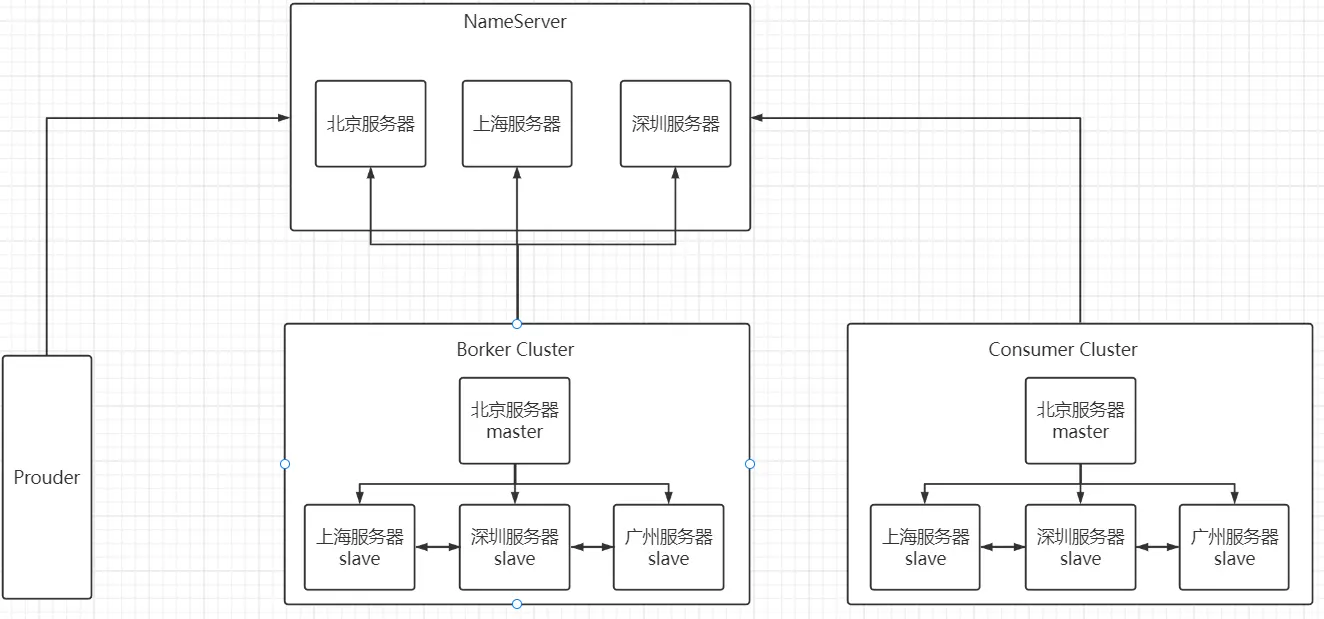 NameServer
北京服务器
上海服务器
深圳服务器
Prouder
Borker Cluster
北京服务器
master
上海服务器
slave
深圳服务器
slave
广州服务器
slave
Consumer Cluster
北京服务器
master
上海服务器
slave
深圳服务器
slave
广州服务器
slave